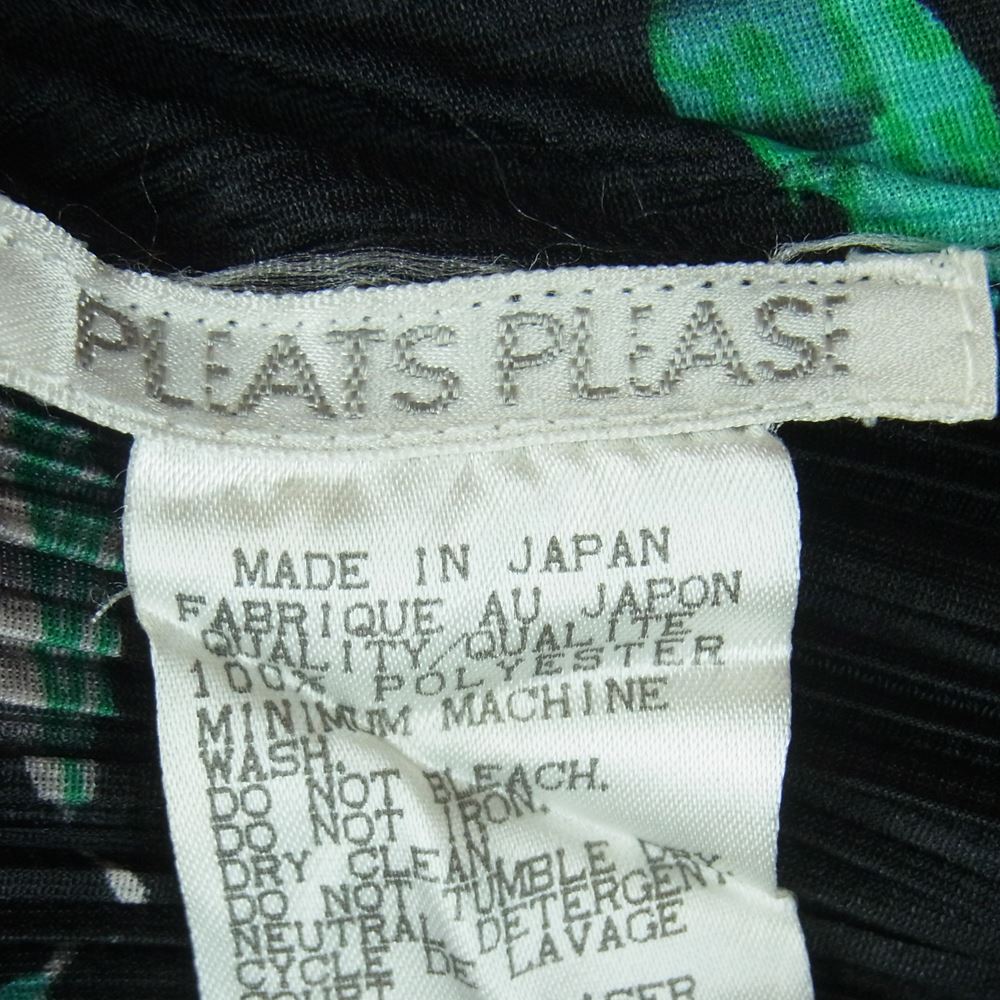 PLEATS PLEASE
MADE IN JAPAN
FABRIQUE AU JAPON
QUALITY/QUALITE
100% POLYESTER
MINIMUM MACHINE
WASH.
DO NOT BLEACH.
DO NOT IRON.
DRY CLEAN
DO NOT TUMBLE DRY
NEUTRAL DETERGENT
CYCLE DE LAVAGE
COURT